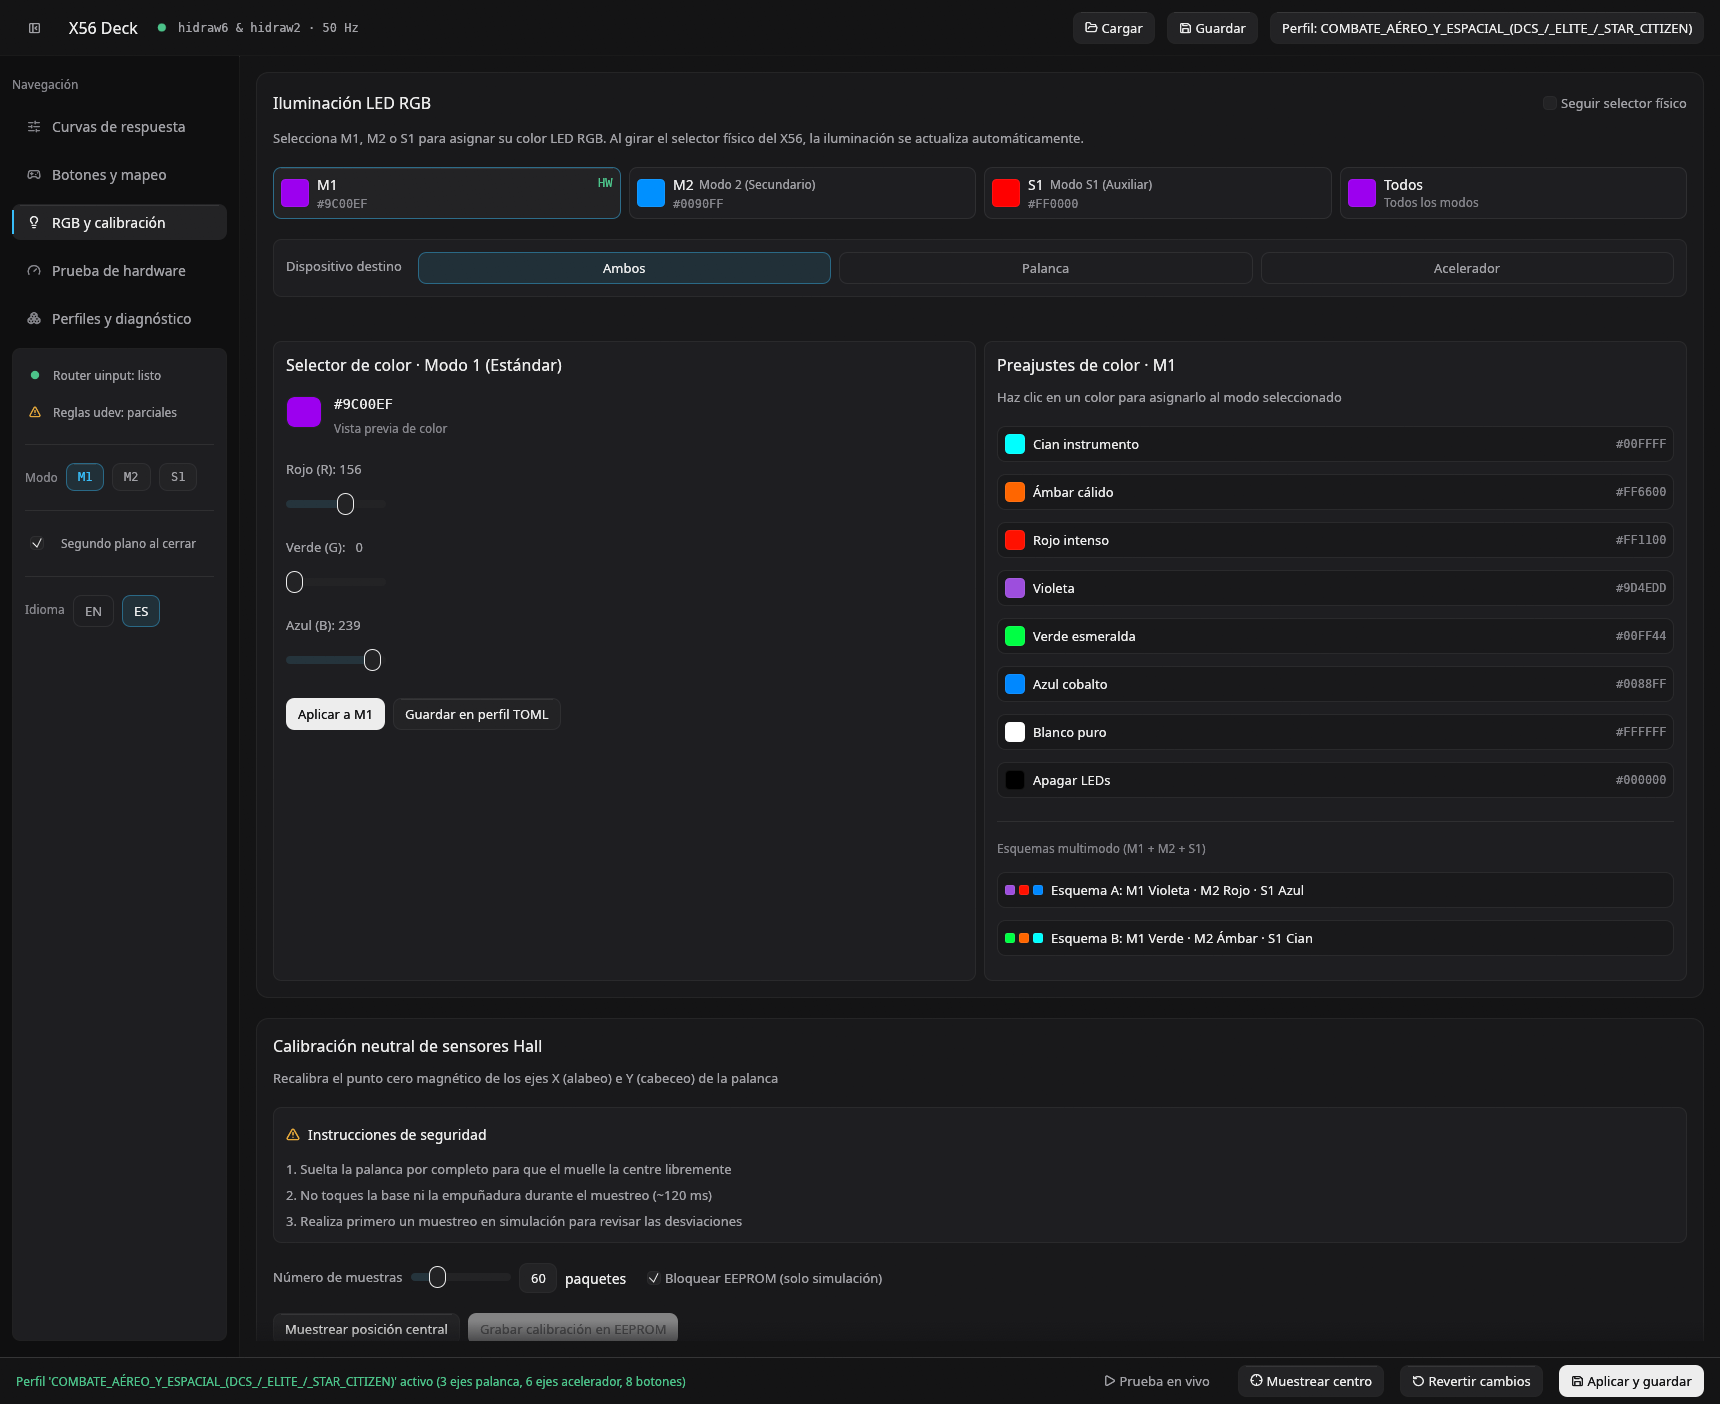 X56 Deck
hidraw6 & hidraw2 · 50 Hz
Cargar
Guardar
Perfil: COMBATE_AÉREO_Y_ESPACIAL_(DCS_/_ELITE_/_STAR_CITIZEN)
Navegación
Curvas de respuesta
Botones y mapeo
RGB y calibración
Prueba de hardware
Perfiles y diagnóstico
Router uinput: listo
Reglas udev: parciales
Modo M1 M2 S1
Segundo plano al cerrar
Idioma EN ES
Iluminación LED RGB
Seguir selector físico
Selecciona M1, M2 o S1 para asignar su color LED RGB. Al girar el selector físico del X56, la iluminación se actualiza automáticamente.
M1 HW
#9C00EF
M2 Modo 2 (Secundario)
#0090FF
S1 Modo S1 (Auxiliar)
#FF0000
Todos
Todos los modos
Dispositivo destino Ambos Palanca Acelerador
Selector de color · Modo 1 (Estándar)
#9C00EF
Vista previa de color
Rojo (R): 156
Verde (G): 0
Azul (B): 239
Aplicar a M1 Guardar en perfil TOML
Preajustes de color · M1
Haz clic en un color para asignarlo al modo seleccionado
Cian instrumento #00FFFF
Ámbar cálido #FF6600
Rojo intenso #FF1100
Violeta #9D4EDD
Verde esmeralda #00FF44
Azul cobalto #0088FF
Blanco puro #FFFFFF
Apagar LEDs #000000
Esquemas multimodo (M1 + M2 + S1)
Esquema A: M1 Violeta · M2 Rojo · S1 Azul
Esquema B: M1 Verde · M2 Ámbar · S1 Cian
Calibración neutral de sensores Hall
Recalibra el punto cero magnético de los ejes X (alabeo) e Y (cabeceo) de la palanca
Instrucciones de seguridad
1. Suelta la palanca por completo para que el muelle la centre libremente
2. No toques la base ni la empuñadura durante el muestreo (~120 ms)
3. Realiza primero un muestreo en simulación para revisar las desviaciones
Número de muestras 60 paquetes Bloquear EEPROM (solo simulación)
Muestrear posición central Grabar calibración en EEPROM
Perfil 'COMBATE_AÉREO_Y_ESPACIAL_(DCS_/_ELITE_/_STAR_CITIZEN)' activo (3 ejes palanca, 6 ejes acelerador, 8 botones)
Prueba en vivo
Muestrear centro
Revertir cambios
Aplicar y guardar